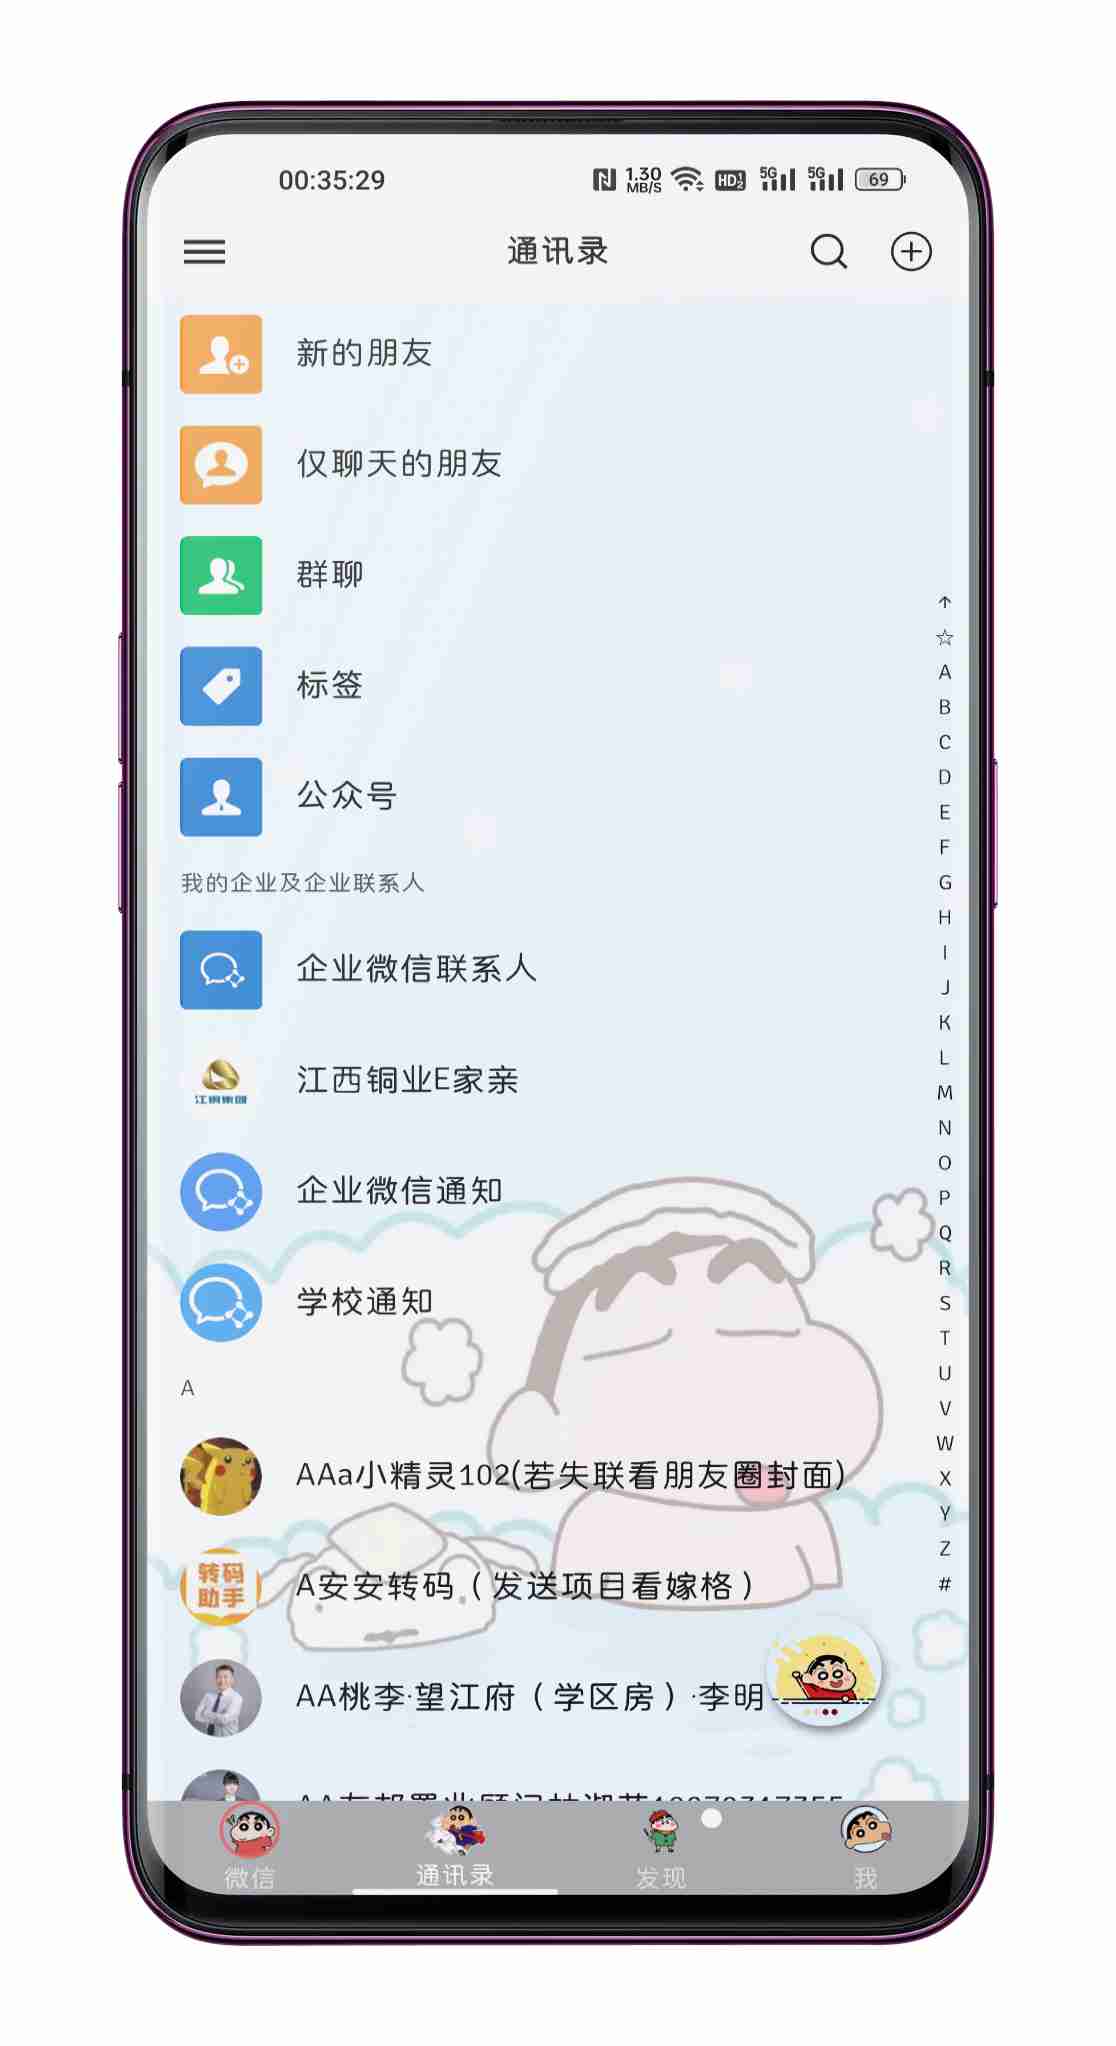 00:35:29
1.30 MB/S HD 1 2 5G 5G 69
通讯录
新的朋友
仅聊天的朋友
群聊
标签
公众号
我的企业及企业联系人
企业微信联系人
江铜集团
江西铜业E家亲
企业微信通知
学校通知
A
AAa小精灵102(若失联看朋友圈封面)
转码
助手
A安安转码（发送项目看嫁格）
AA桃李·望江府（学区房）·李明
↑
☆
A
B
C
D
E
F
G
H
I
J
K
L
M
N
O
P
Q
R
S
T
U
V
W
X
Y
Z
#
微信
通讯录
发现
我